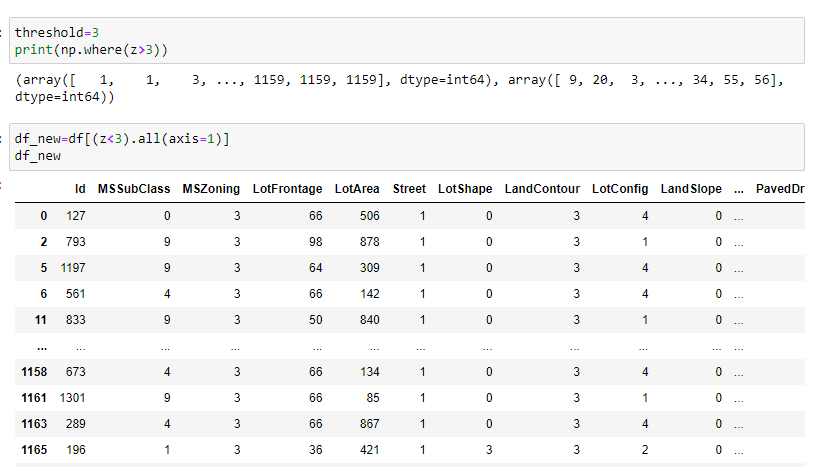 threshold=3
print(np.where(z>3))
(array([   1,    1,    3, ..., 1159, 1159, 1159], dtype=int64), array([ 9, 20,  3, ..., 34, 55, 56],
dtype=int64))
df_new=df[(z<3).all(axis=1)]
df_new
Id MSSubClass MSZoning LotFrontage LotArea Street LotShape LandContour LotConfig LandSlope ... PavedDr
0 127 0 3 66 506 1 0 3 4 0 ...
2 793 9 3 98 878 1 0 3 1 0 ...
5 1197 9 3 64 309 1 0 3 4 0 ...
6 561 4 3 66 142 1 0 3 4 0 ...
11 833 9 3 50 840 1 0 3 1 0 ...
... ... ... ... ... ... ... ... ... ... ... ...
1158 673 4 3 66 134 1 0 3 4 0 ...
1161 1301 9 3 66 85 1 0 3 1 0 ...
1163 289 4 3 66 867 1 0 3 4 0 ...
1165 196 1 3 36 421 1 3 3 2 0 ...